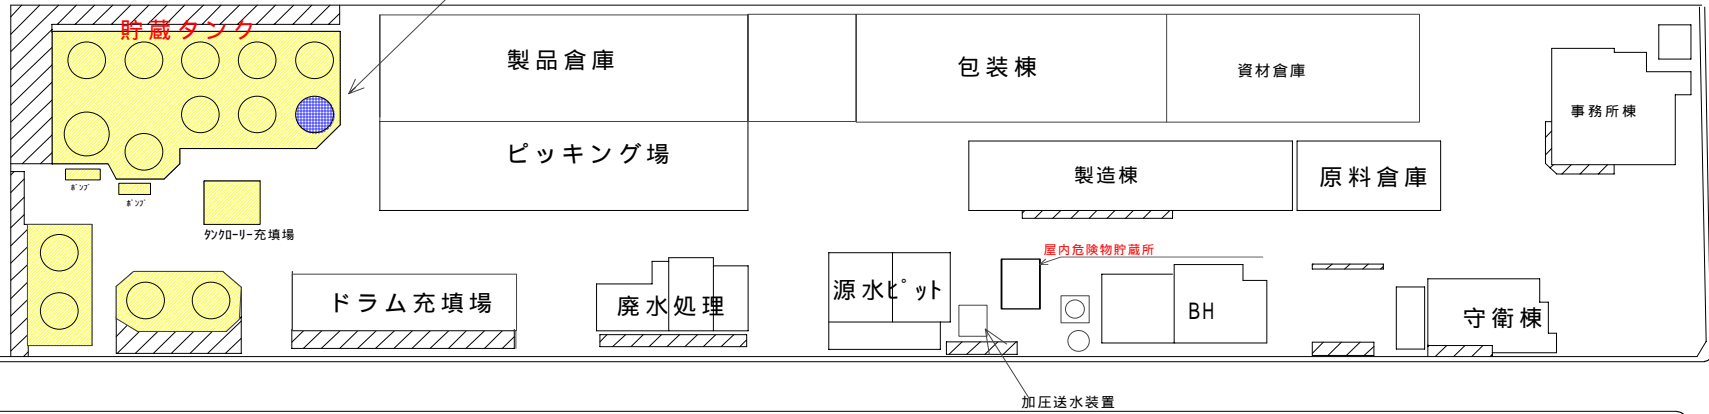 貯蔵タンク
製品倉庫
包装棟
資材倉庫
事務所棟
ピッキング場
製造棟
原料倉庫
ﾎﾟﾝﾌﾟ
ﾎﾟﾝﾌﾟ
ﾀﾝｸﾛｰﾘｰ充填場
屋内危険物貯蔵所
ドラム充填場
廃水処理
源水ﾋﾟｯﾄ
BH
守衛棟
加圧送水装置